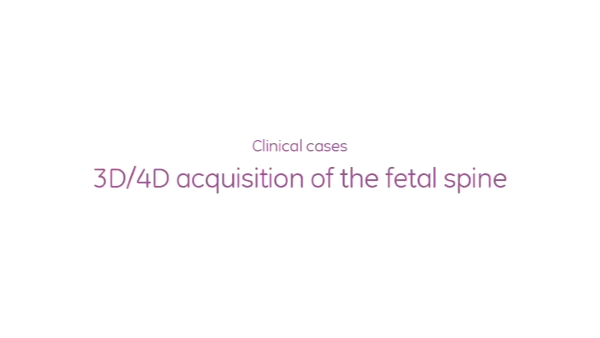 Clinical cases
3D/4D acquisition of the fetal spine